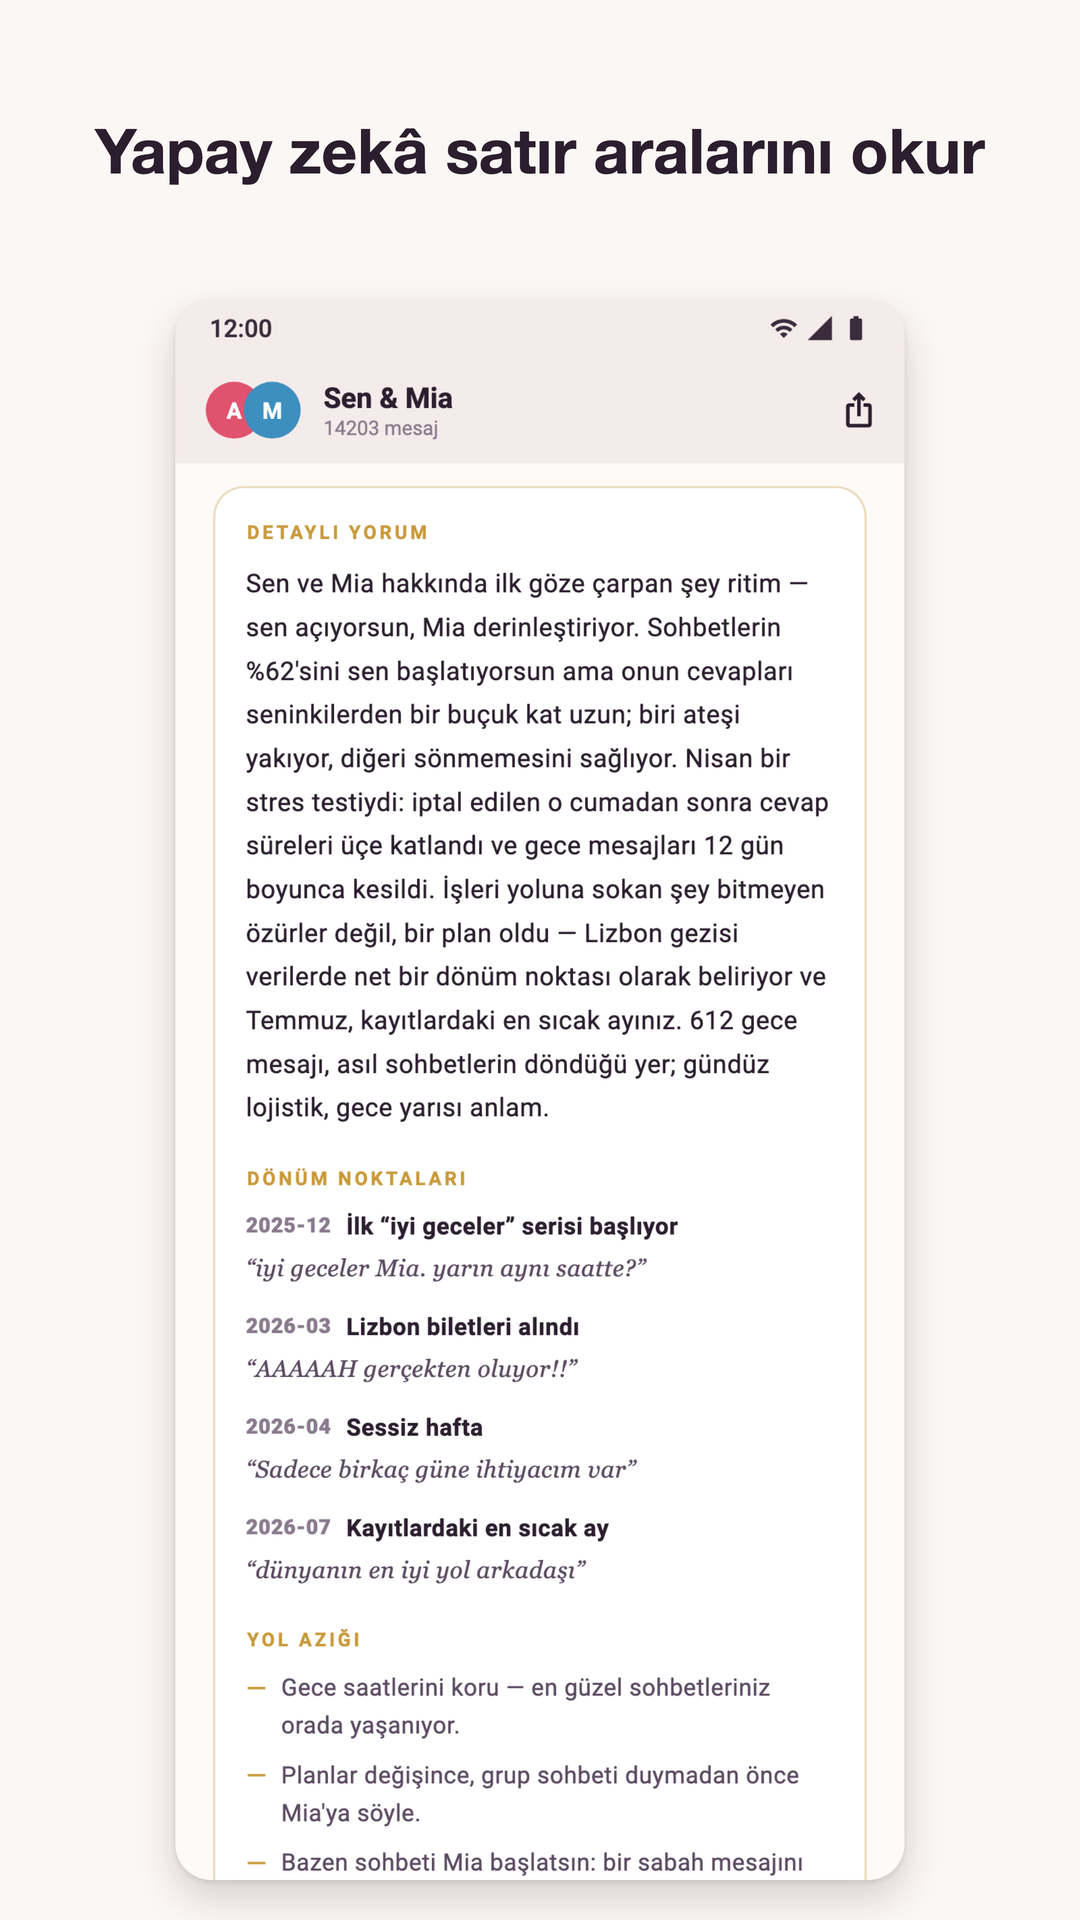 Yapay zekâ satır aralarını okur
12:00
A
M
Sen & Mia
14203 mesaj
DETAYLI YORUM
Sen ve Mia hakkında ilk göze çarpan şey ritim —
sen açıyorsun, Mia derinleştiriyor. Sohbetlerin
%62'sini sen başlatıyorsun ama onun cevapları
seninkilerden bir buçuk kat uzun; biri ateşi
yakıyor, diğeri sönmemesini sağlıyor. Nisan bir
stres testiydi: iptal edilen o cumadan sonra cevap
süreleri üçe katlandı ve gece mesajları 12 gün
boyunca kesildi. İşleri yoluna sokan şey bitmeyen
özürler değil, bir plan oldu — Lizbon gezisi
verilerde net bir dönüm noktası olarak beliriyor ve
Temmuz, kayıtlardaki en sıcak ayınız. 612 gece
mesajı, asıl sohbetlerin döndüğü yer; gündüz
lojistik, gece yarısı anlam.
DÖNÜM NOKTALARI
2025-12 İlk “iyi geceler” serisi başlıyor
“iyi geceler Mia. yarın aynı saatte?”
2026-03 Lizbon biletleri alındı
“AAAAAH gerçekten oluyor!!”
2026-04 Sessiz hafta
“Sadece birkaç güne ihtiyacım var”
2026-07 Kayıtlardaki en sıcak ay
“dünyanın en iyi yol arkadaşı”
YOL AZIĞI
— Gece saatlerini koru — en güzel sohbetleriniz
orada yaşanıyor.
— Planlar değişince, grup sohbeti duymadan önce
Mia'ya söyle.
— Bazen sohbeti Mia başlatsın: bir sabah mesajını